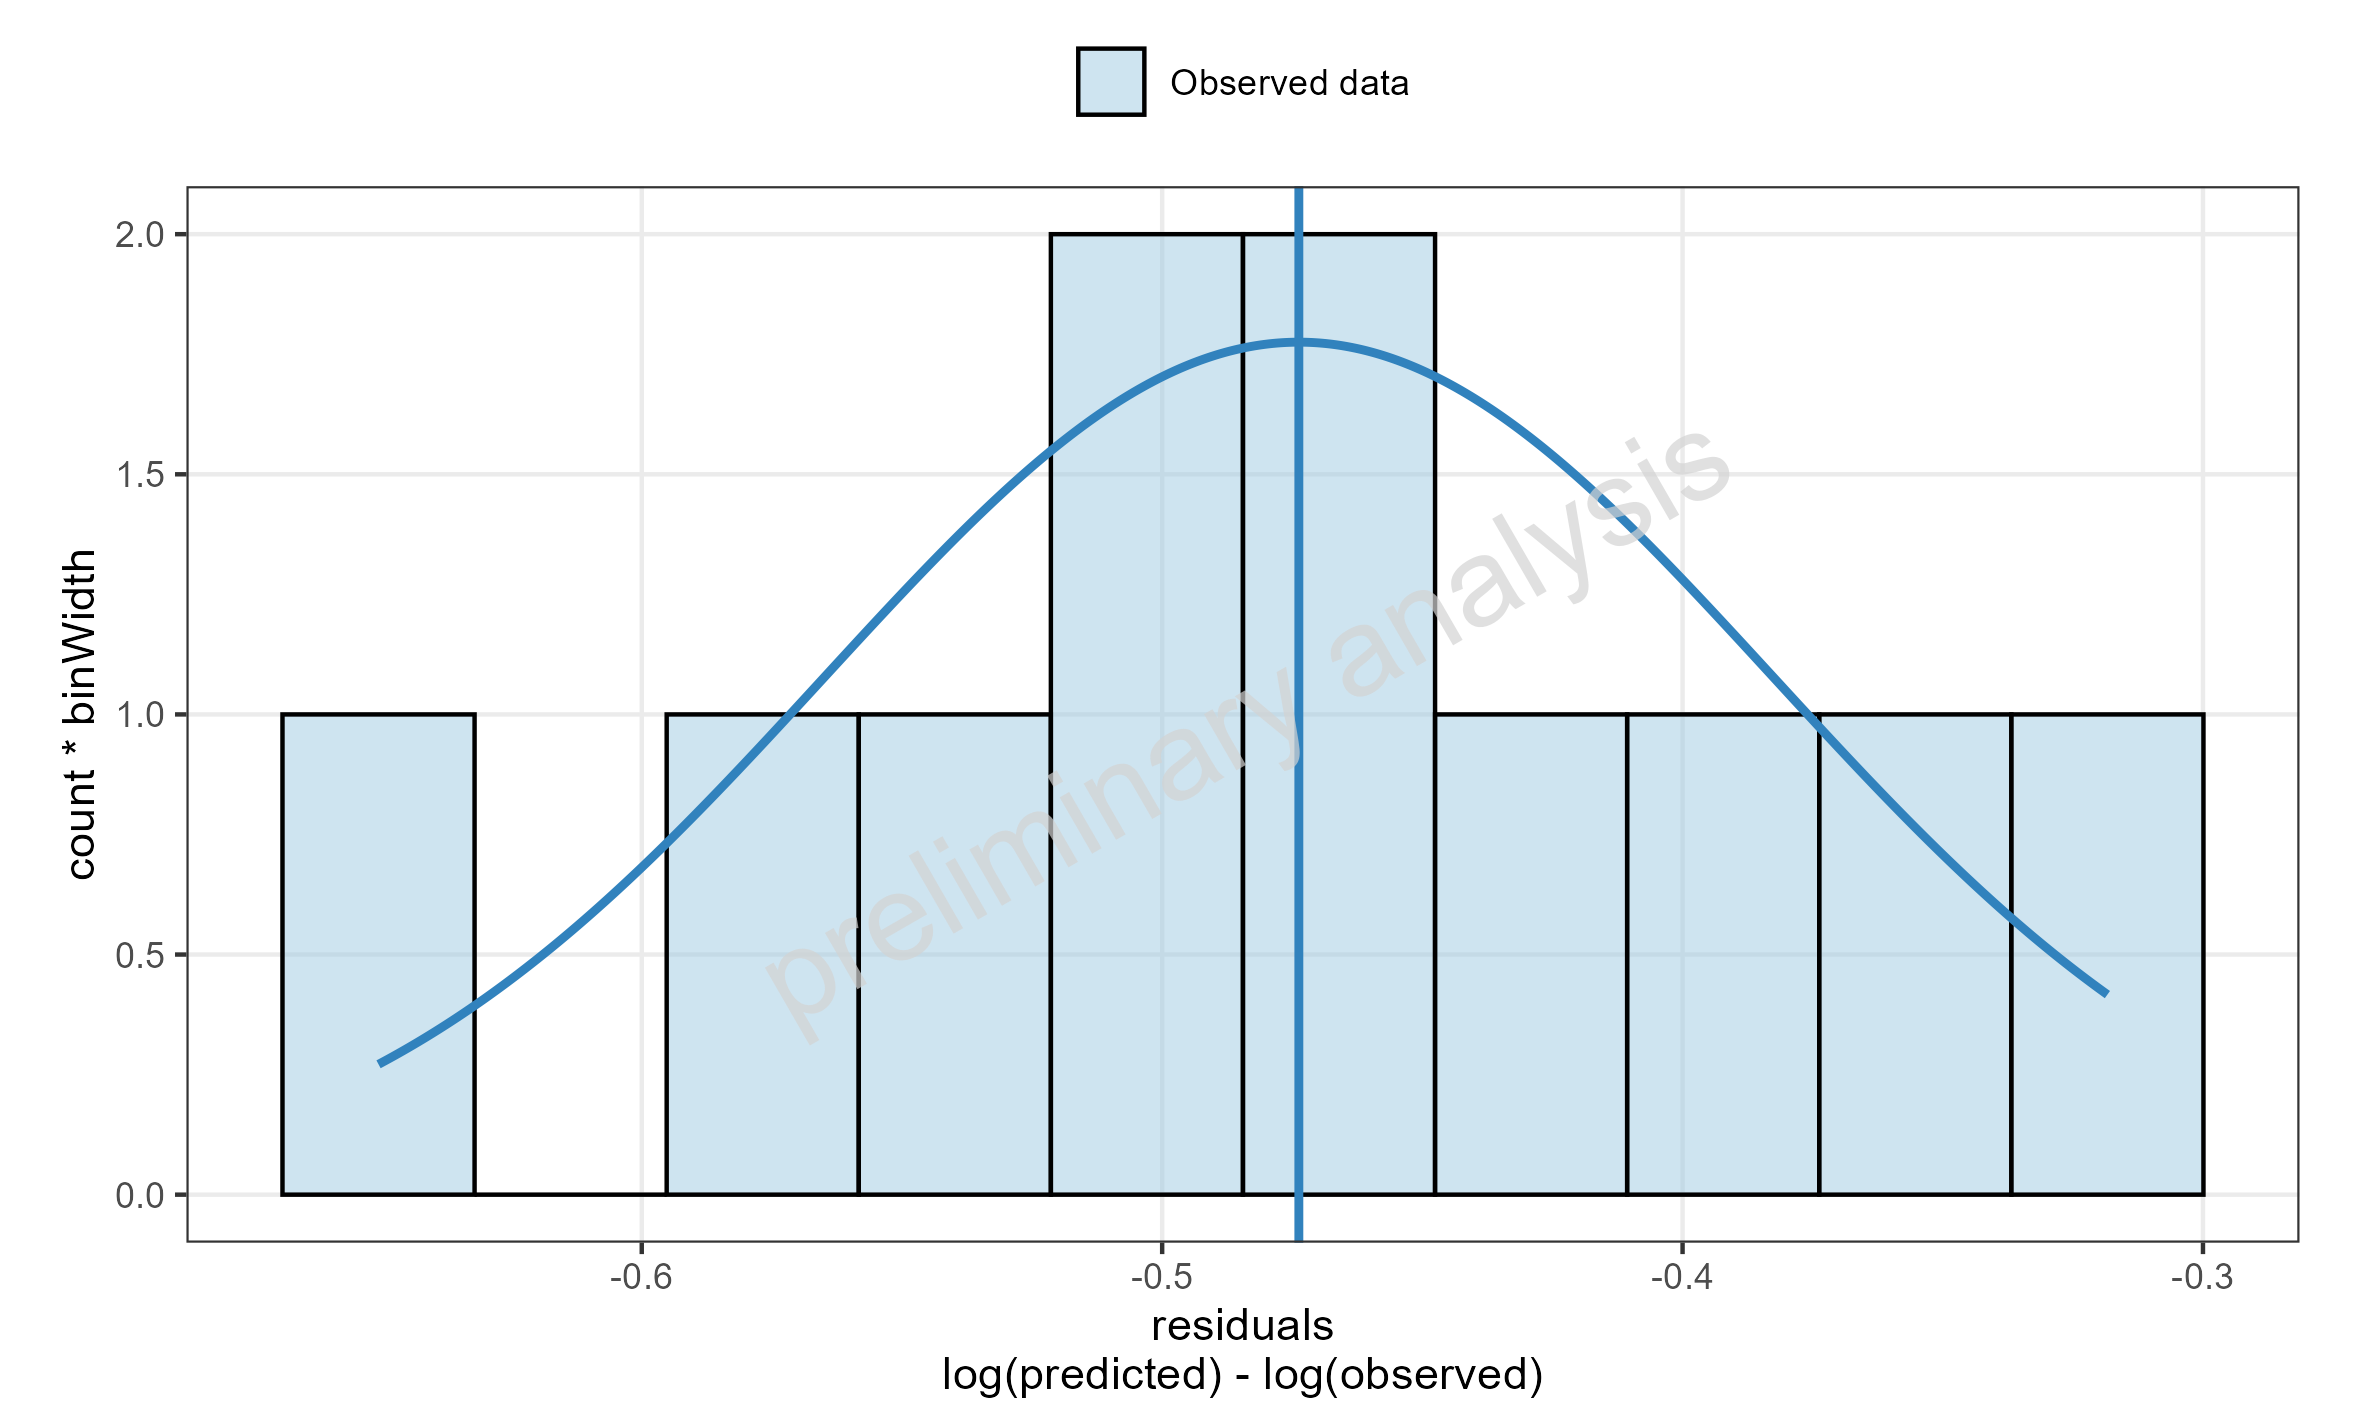 Observed data
2.0
1.5
1.0
0.5
0.0
count * binWidth
preliminary analysis
-0.6
-0.5
-0.4
-0.3
residuals
log(predicted) - log(observed)